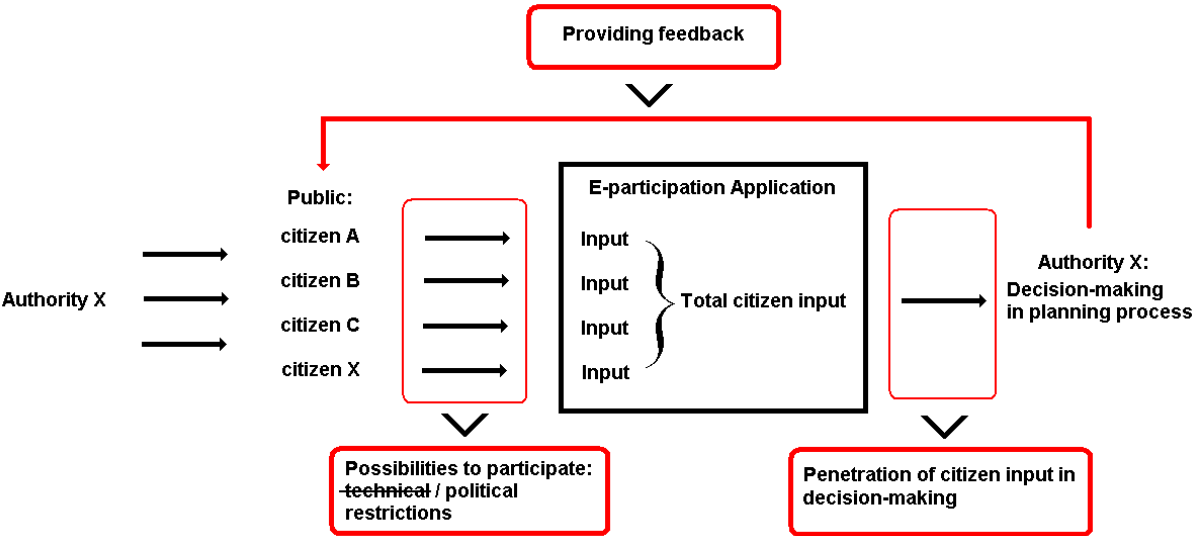 Providing feedback
Public:
E-participation Application
citizen A
Input
citizen B
Input
Authority X
Total citizen input
citizen C
Input
citizen X
Input
Authority X:
Decision-making
in planning process
Possibilities to participate:
technical / political
restrictions
Penetration of citizen input in
decision-making